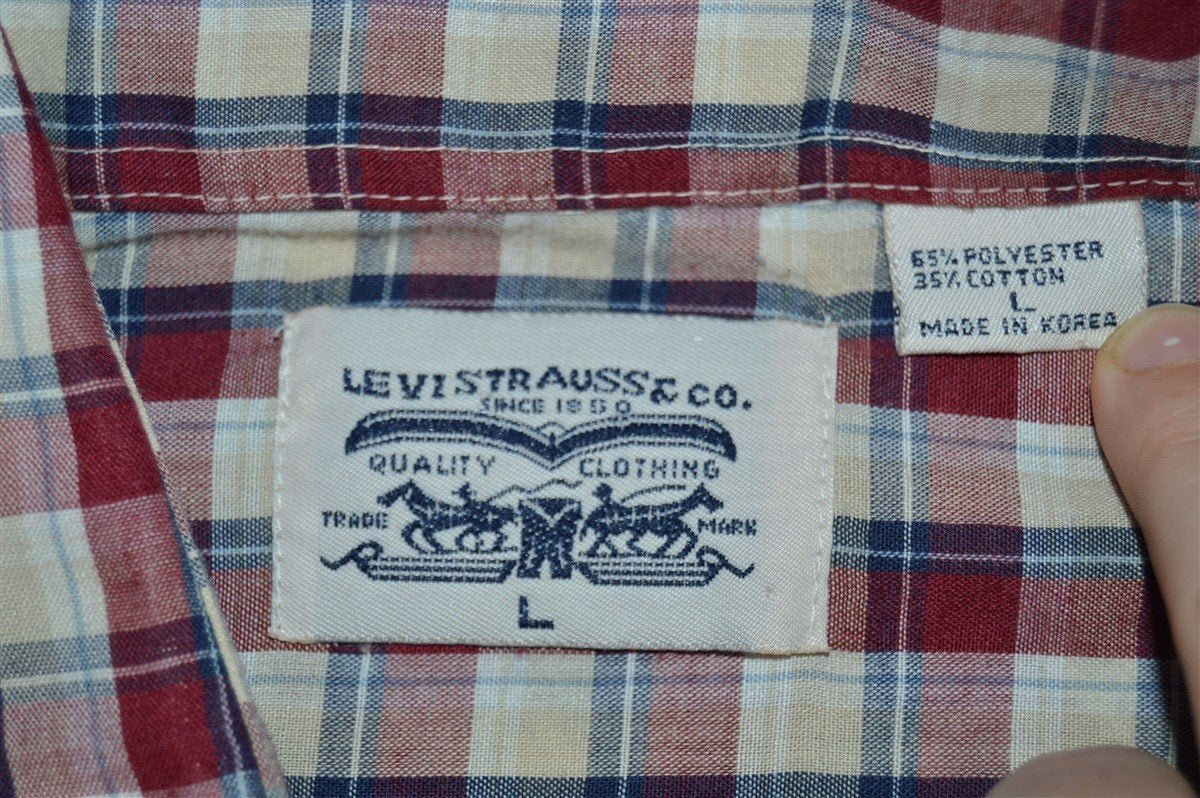 LEVI STRAUSS & CO.
SINCE 1850
QUALITY CLOTHING
TRADE MARK
L
65% POLYESTER
35% COTTON
L
MADE IN KOREA